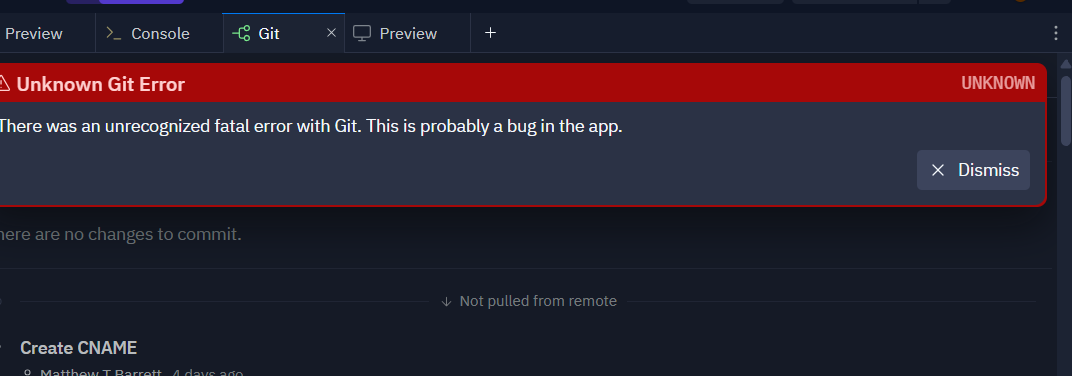 Preview
Console
Git
Preview
Unknown Git Error
UNKNOWN
There was an unrecognized fatal error with Git. This is probably a bug in the app.
Dismiss
here are no changes to commit.
Not pulled from remote
Create CNAME
Matthew T Barrett 4 days ago